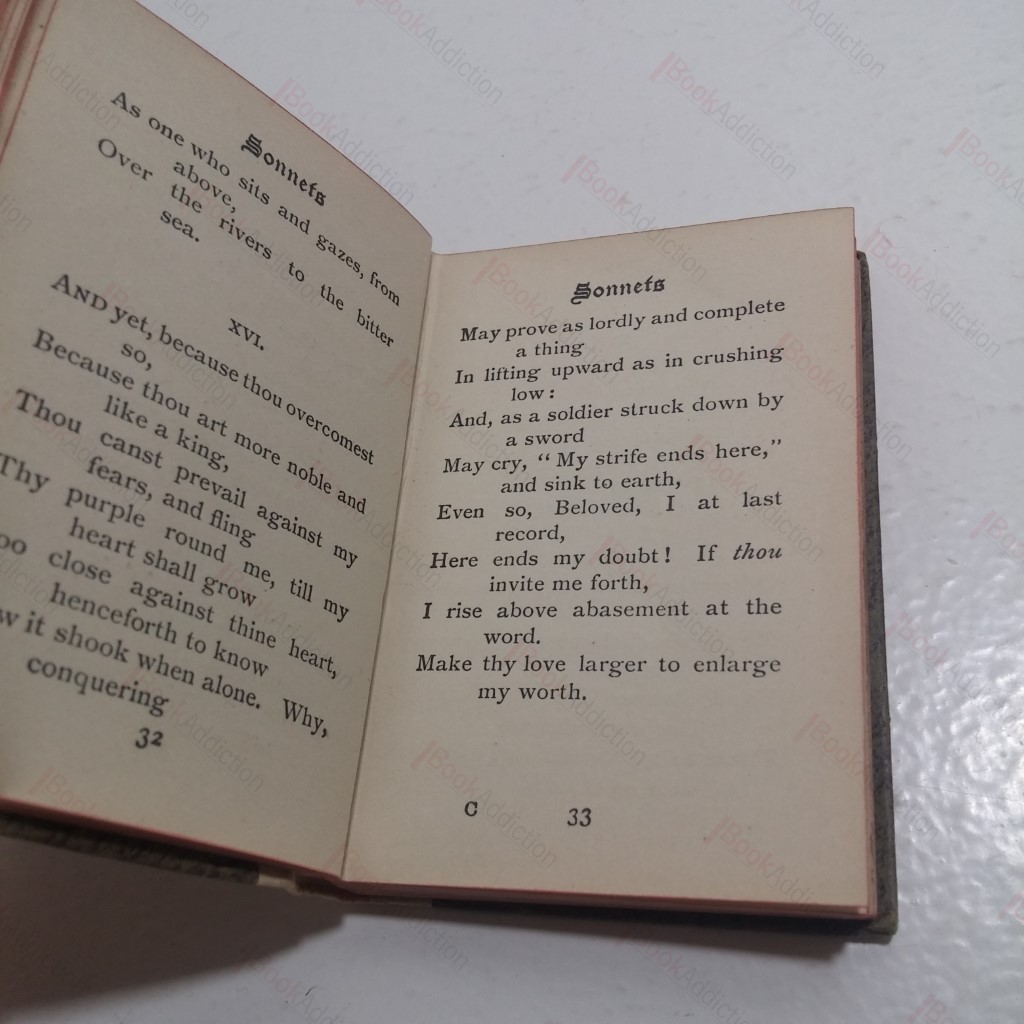 Sonnets
As one who sits and gazes, from
above,
Over the rivers to the bitter
sea.
XVI.
AND yet, because thou overcomest
so,
Because thou art more noble and
like a king,
Thou canst prevail against my
fears, and fling
Thy purple round me, till my
heart shall grow
close against thine heart,
henceforth to know
it shook when alone. Why,
conquering
32
Sonnets
May prove as lordly and complete
a thing
In lifting upward as in crushing
low:
And, as a soldier struck down by
a sword
May cry, "My strife ends here,"
and sink to earth,
Even so, Beloved, I at last
record,
Here ends my doubt! If thou
invite me forth,
I rise above abasement at the
word.
Make thy love larger to enlarge
my worth.
C 33
BookAddiction